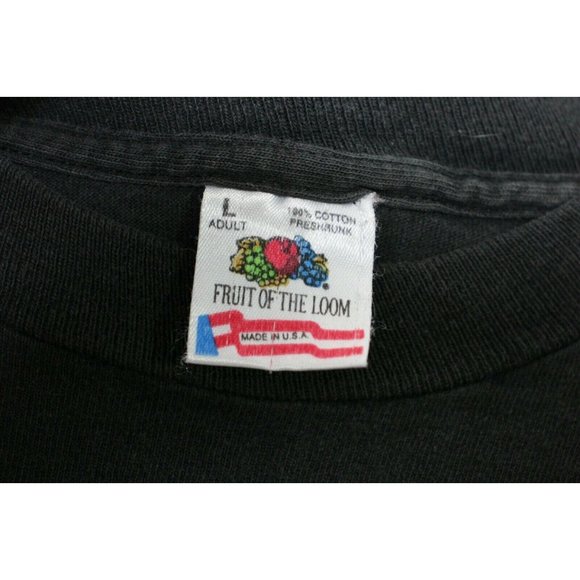 L
ADULT
100% COTTON
PRESHRUNK
FRUIT OF THE LOOM
MADE IN U.S.A.